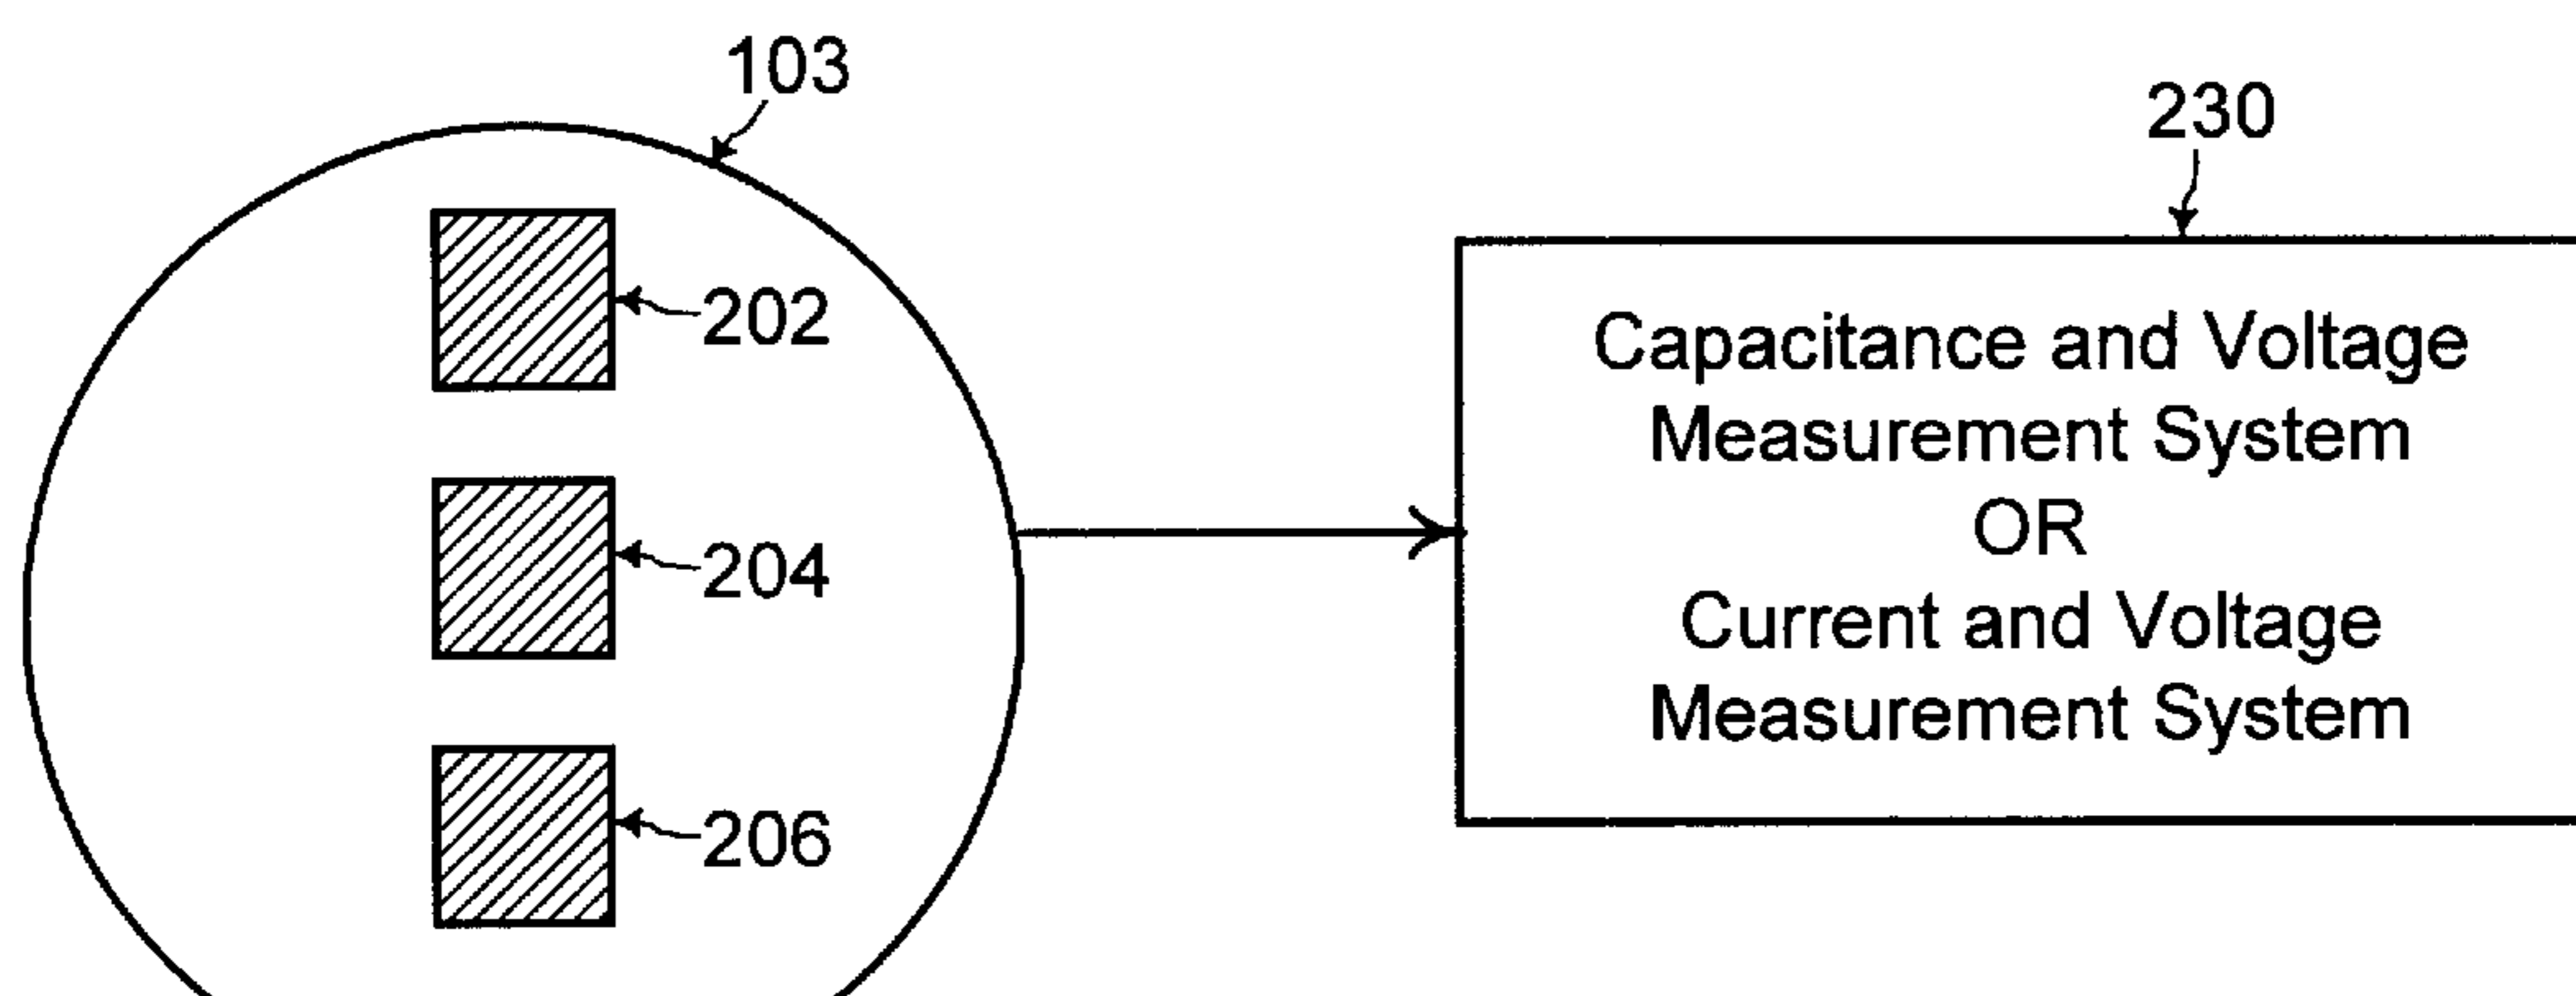 103
230
202
204
206
Capacitance and Voltage
Measurement System
OR
Current and Voltage
Measurement System